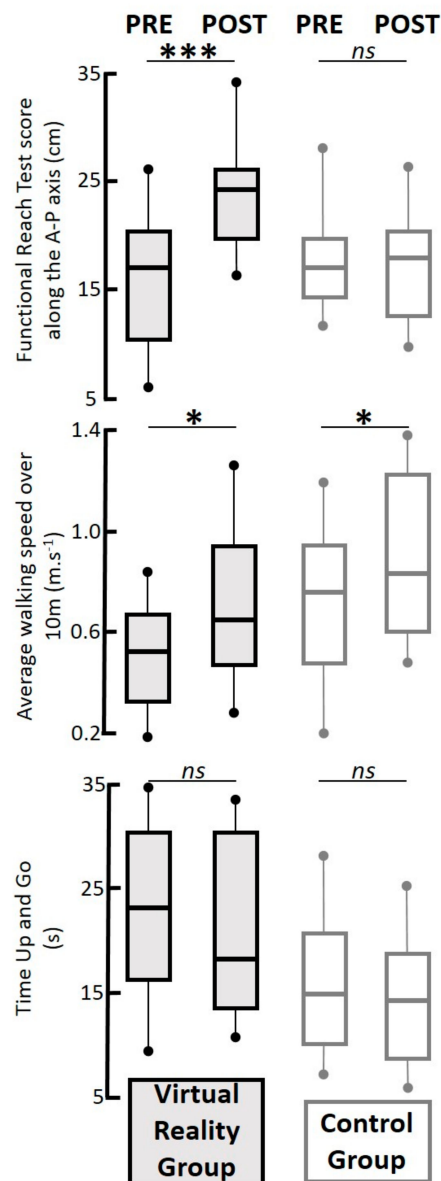 PRE POST PRE POST
*** ns
Functional Reach Test score
along the A-P axis (cm)
35
25
15
5
* *
Average walking speed over
10m (m.s⁻¹)
1.4
1.0
0.6
0.2
ns ns
Time Up and Go
(s)
35
25
15
5
Virtual
Reality
Group
Control
Group